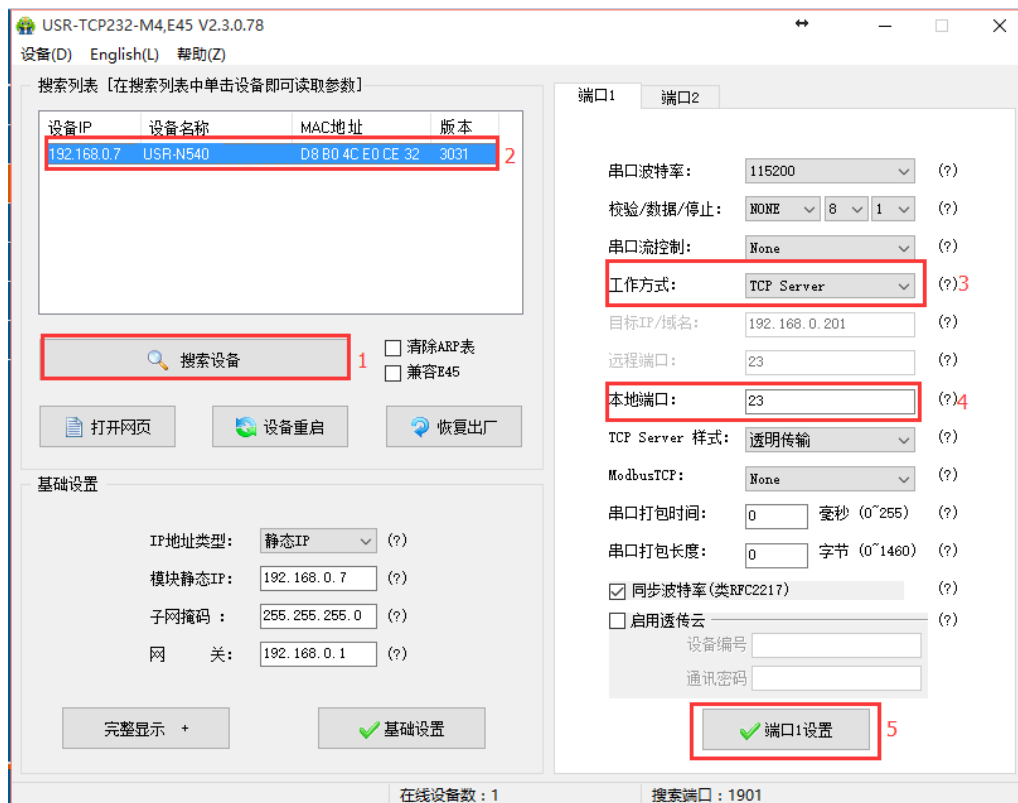 USR-TCP232-M4,E45 V2.3.0.78
设备(D) English(L) 帮助(Z)
搜索列表 [在搜索列表中单击设备即可读取参数]
设备IP 设备名称 MAC地址 版本
192.168.0.7 USR-N540 D8 B0 4C E0 CE 32 3031 2
搜索设备 1
清除ARP表
兼容E45
打开网页 设备重启 恢复出厂
基础设置
IP地址类型: 静态IP (?)
模块静态IP: 192.168.0.7 (?)
子网掩码 : 255.255.255.0 (?)
网 关: 192.168.0.1 (?)
完整显示 + 基础设置
端口1 端口2
串口波特率: 115200 (?)
校验/数据/停止: NONE 8 1 (?)
串口流控制: None (?)
工作方式: TCP Server (?) 3
目标IP/域名: 192.168.0.201 (?)
远程端口: 23 (?)
本地端口: 23 (?) 4
TCP Server 样式: 透明传输 (?)
ModbusTCP: None (?)
串口打包时间: 0 毫秒 (0~255) (?)
串口打包长度: 0 字节 (0~1460) (?)
同步波特率(类RFC2217) (?)
启用透传云 (?)
设备编号
通讯密码
端口1设置 5
在线设备数:1 搜索端口:1901